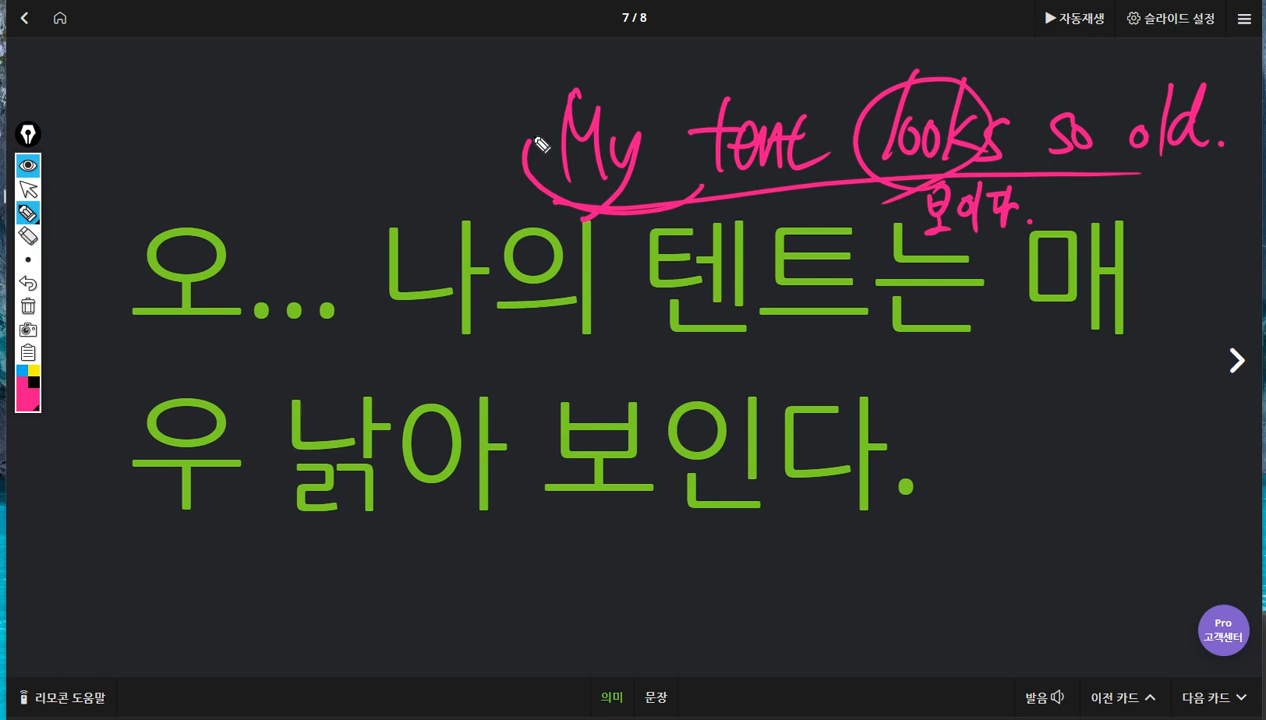 7 / 8
자동재생
슬라이드 설정
My tent looks so old.
보이다.
오... 나의 텐트는 매
우 낡아 보인다.
Pro
고객센터
리모콘 도움말
의미
문장
발음
이전 카드
다음 카드